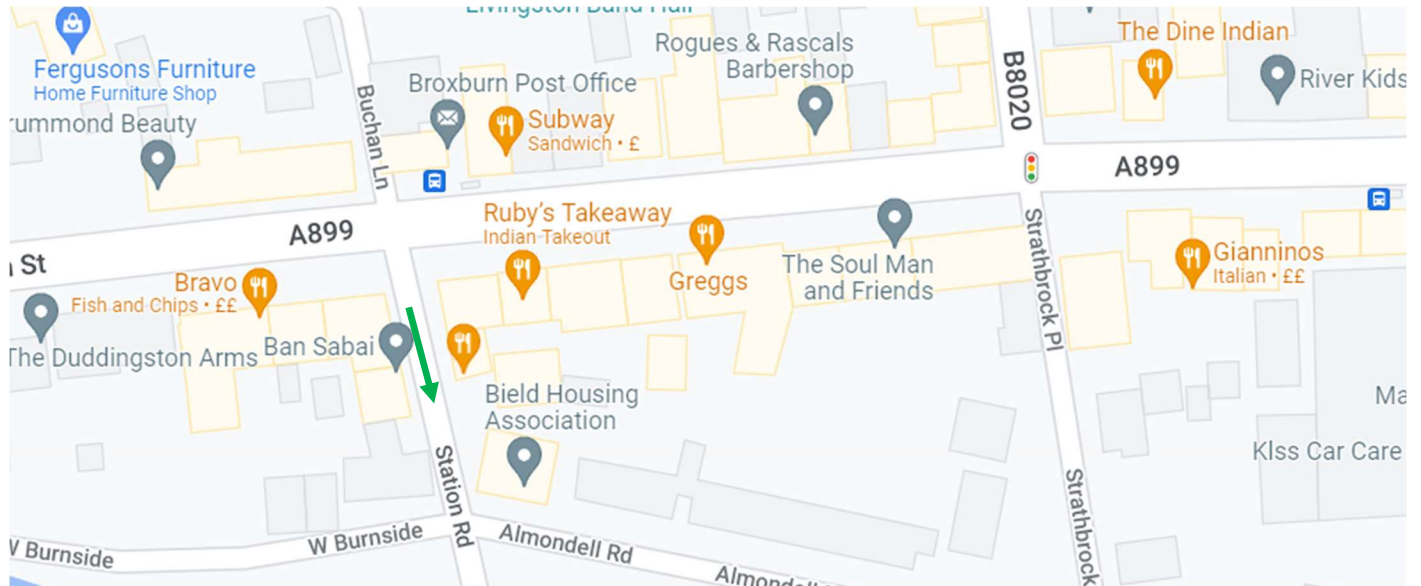 Livingston Band Hall
Fergusons Furniture
Home Furniture Shop
rummond Beauty
Buchan Ln
Broxburn Post Office
Subway
Sandwich • £
Rogues & Rascals
Barbershop
B8020
The Dine Indian
River Kids
A899
A899
St
Bravo
Fish and Chips • ££
The Duddingston Arms
Ban Sabai
Ruby's Takeaway
Indian Takeout
Greggs
The Soul Man
and Friends
Strathbrock Pl
Gianninos
Italian • ££
Bield Housing
Association
Station Rd
W Burnside
W Burnside
Almondell Rd
Almondell
Strathbrock
Ma
Klss Car Care